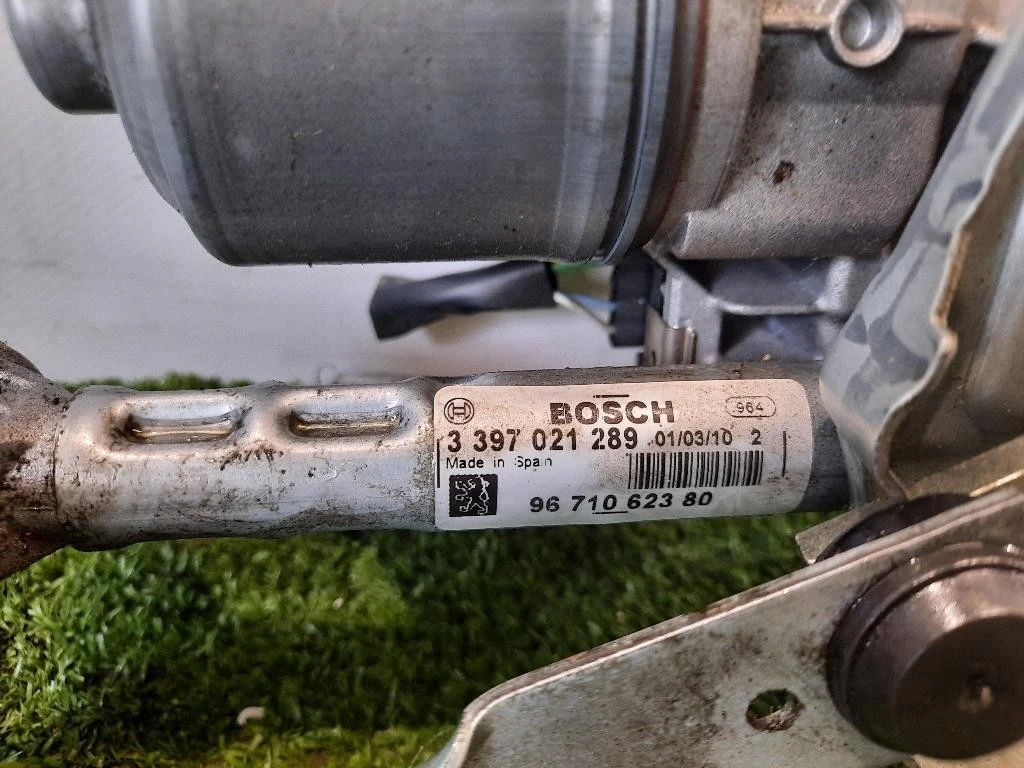 BOSCH 964
3 397 021 289 01/03/10 2
Made in Spain
96 710 623 80